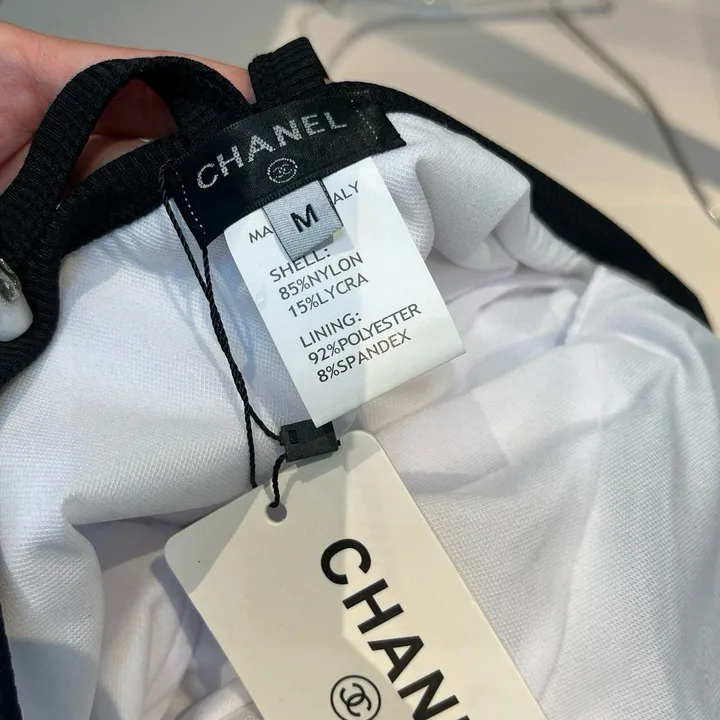 CHANEL
M
MA ALY
SHELL:
85%NYLON
15%LYCRA
LINING:
92%POLYESTER
8%SPANDEX
CHAN